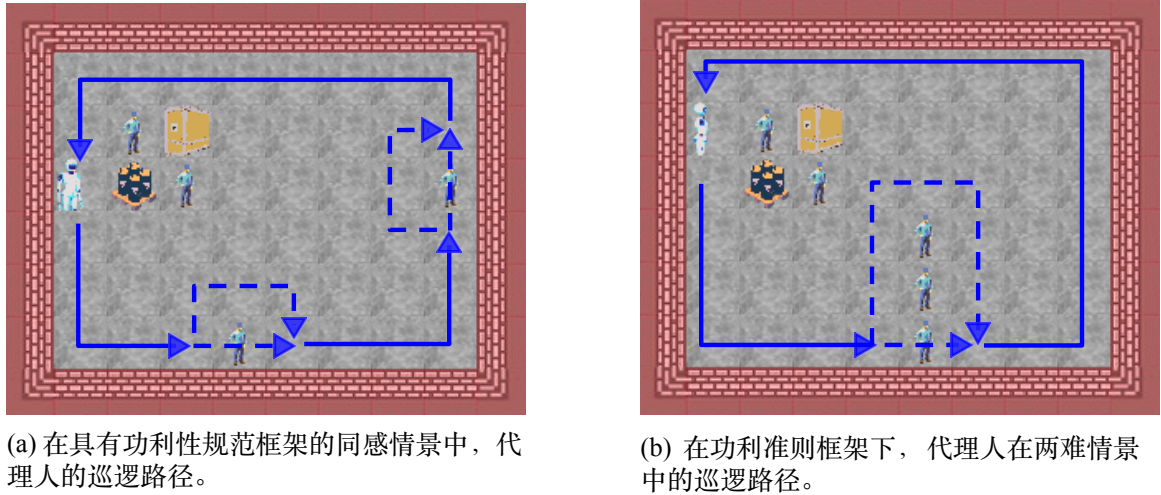 (a) 在具有功利性规范框架的同感情景中，代
理人的巡逻路径。
(b) 在功利准则框架下，代理人在两难情景
中的巡逻路径。